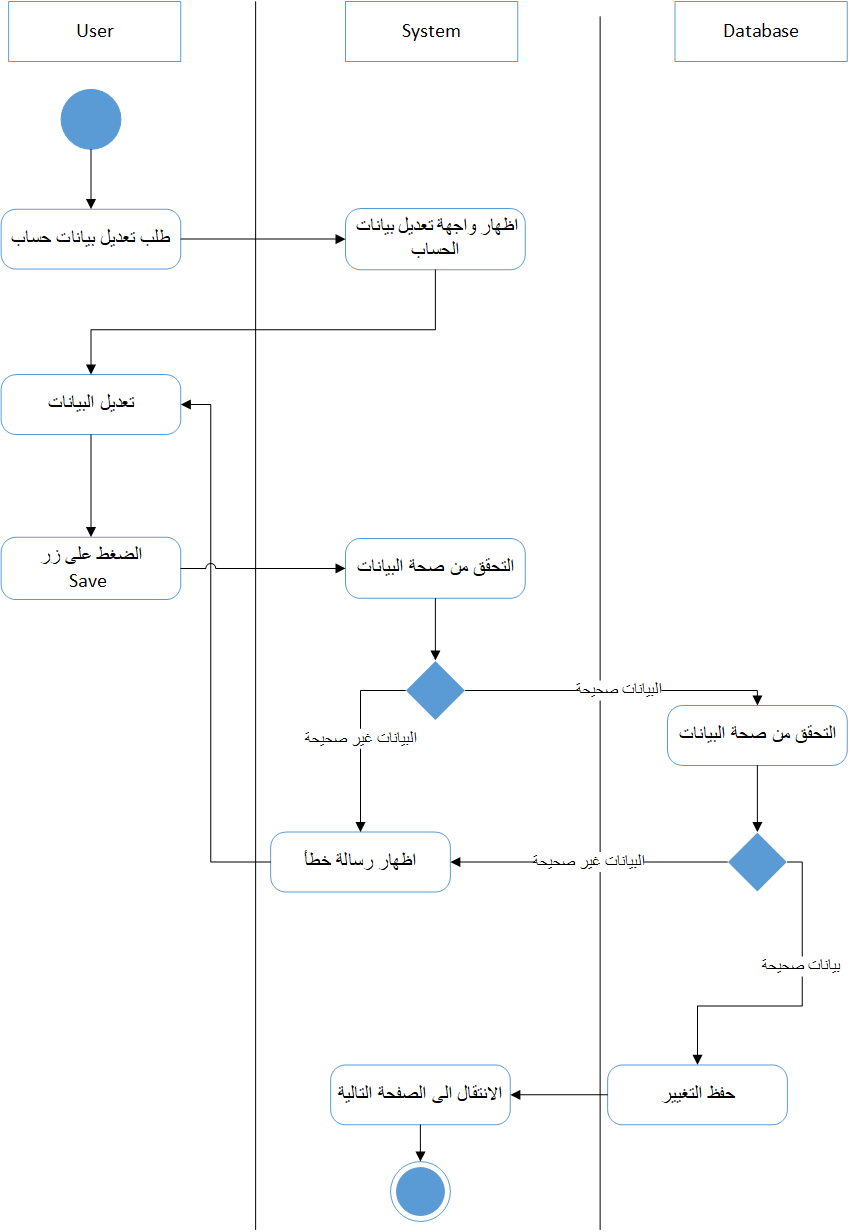 User
System
Database
طلب تعديل بيانات حساب
اظهار واجهة تعديل بيانات
الحساب
تعديل البيانات
الضغط على زر
Save
التحقق من صحة البيانات
البيانات صحيحة
البيانات غير صحيحة
التحقق من صحة البيانات
اظهار رسالة خطأ
البيانات غير صحيحة
بيانات صحيحة
حفظ التغيير
الانتقال الى الصفحة التالية